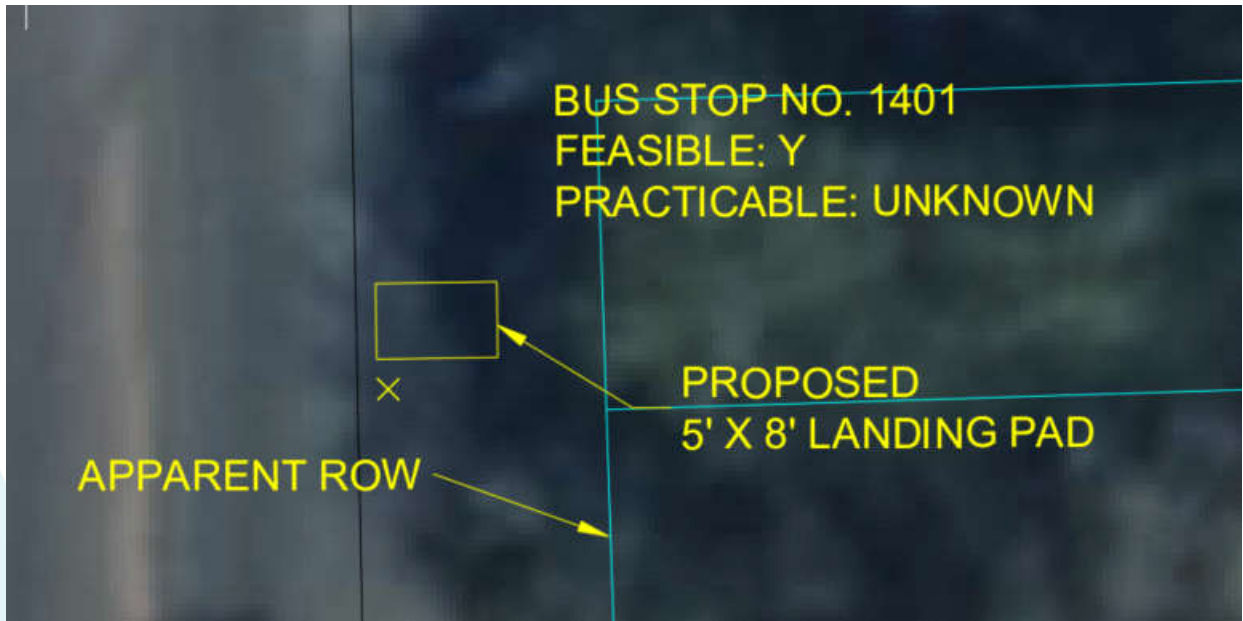 BUS STOP NO. 1401
FEASIBLE: Y
PRACTICABLE: UNKNOWN
PROPOSED
5' X 8' LANDING PAD
APPARENT ROW